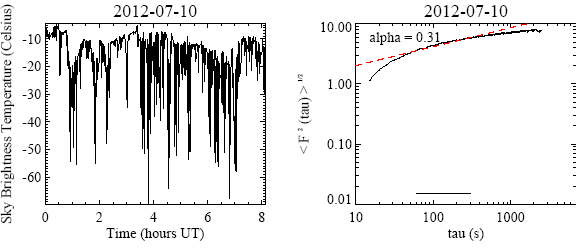 2012-07-10
Sky Brightness Temperature (Celsius)
-10
-20
-30
-40
-50
-60
0 2 4 6 8
Time (hours UT)
2012-07-10
alpha = 0.31
< F ² (tau) > ¹/²
10.00
1.00
0.10
0.01
10 100 1000
tau (s)